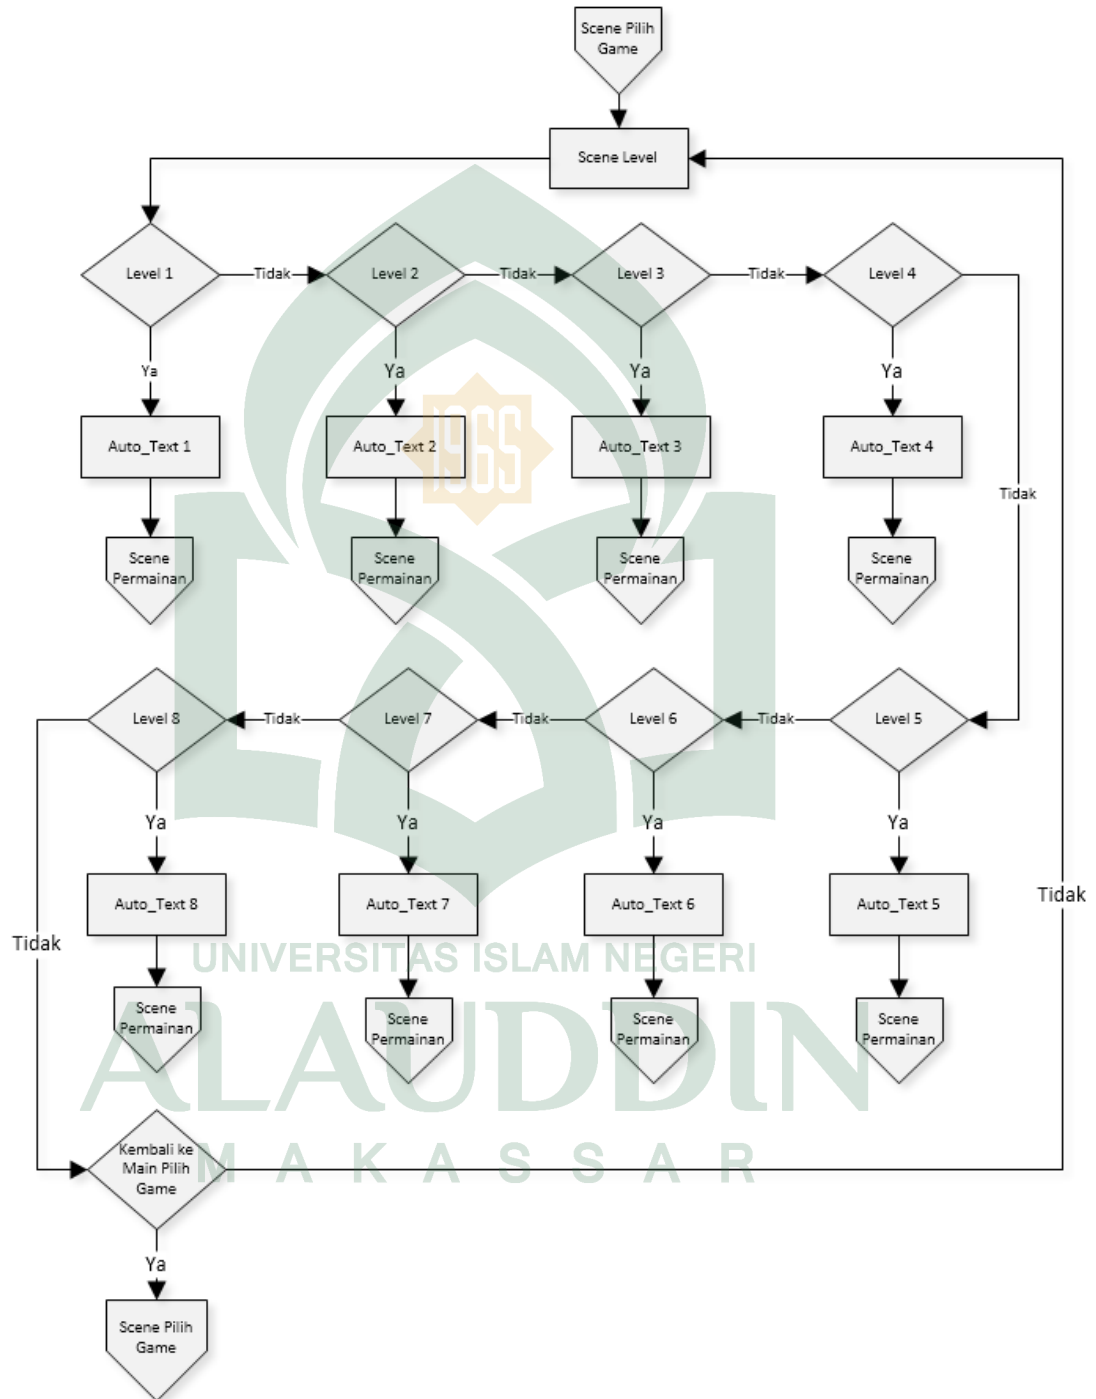 Scene Pilih
Game
Scene Level
Level 1
Tidak
Level 2
Tidak
Level 3
Tidak
Level 4
Ya
Ya
Ya
Ya
1965
Auto_Text 1
Auto_Text 2
Auto_Text 3
Auto_Text 4
Tidak
Scene
Permainan
Scene
Permainan
Scene
Permainan
Scene
Permainan
Level 8
Tidak
Level 7
Tidak
Level 6
Tidak
Level 5
Ya
Ya
Ya
Ya
Auto_Text 8
Auto_Text 7
Auto_Text 6
Auto_Text 5
Tidak
Tidak
UNIVERSITAS ISLAM NEGERI
Scene
Permainan
Scene
Permainan
Scene
Permainan
Scene
Permainan
ALAUDDIN
MAKASSAR
Kembali ke
Main Pilih
Game
Ya
Scene Pilih
Game